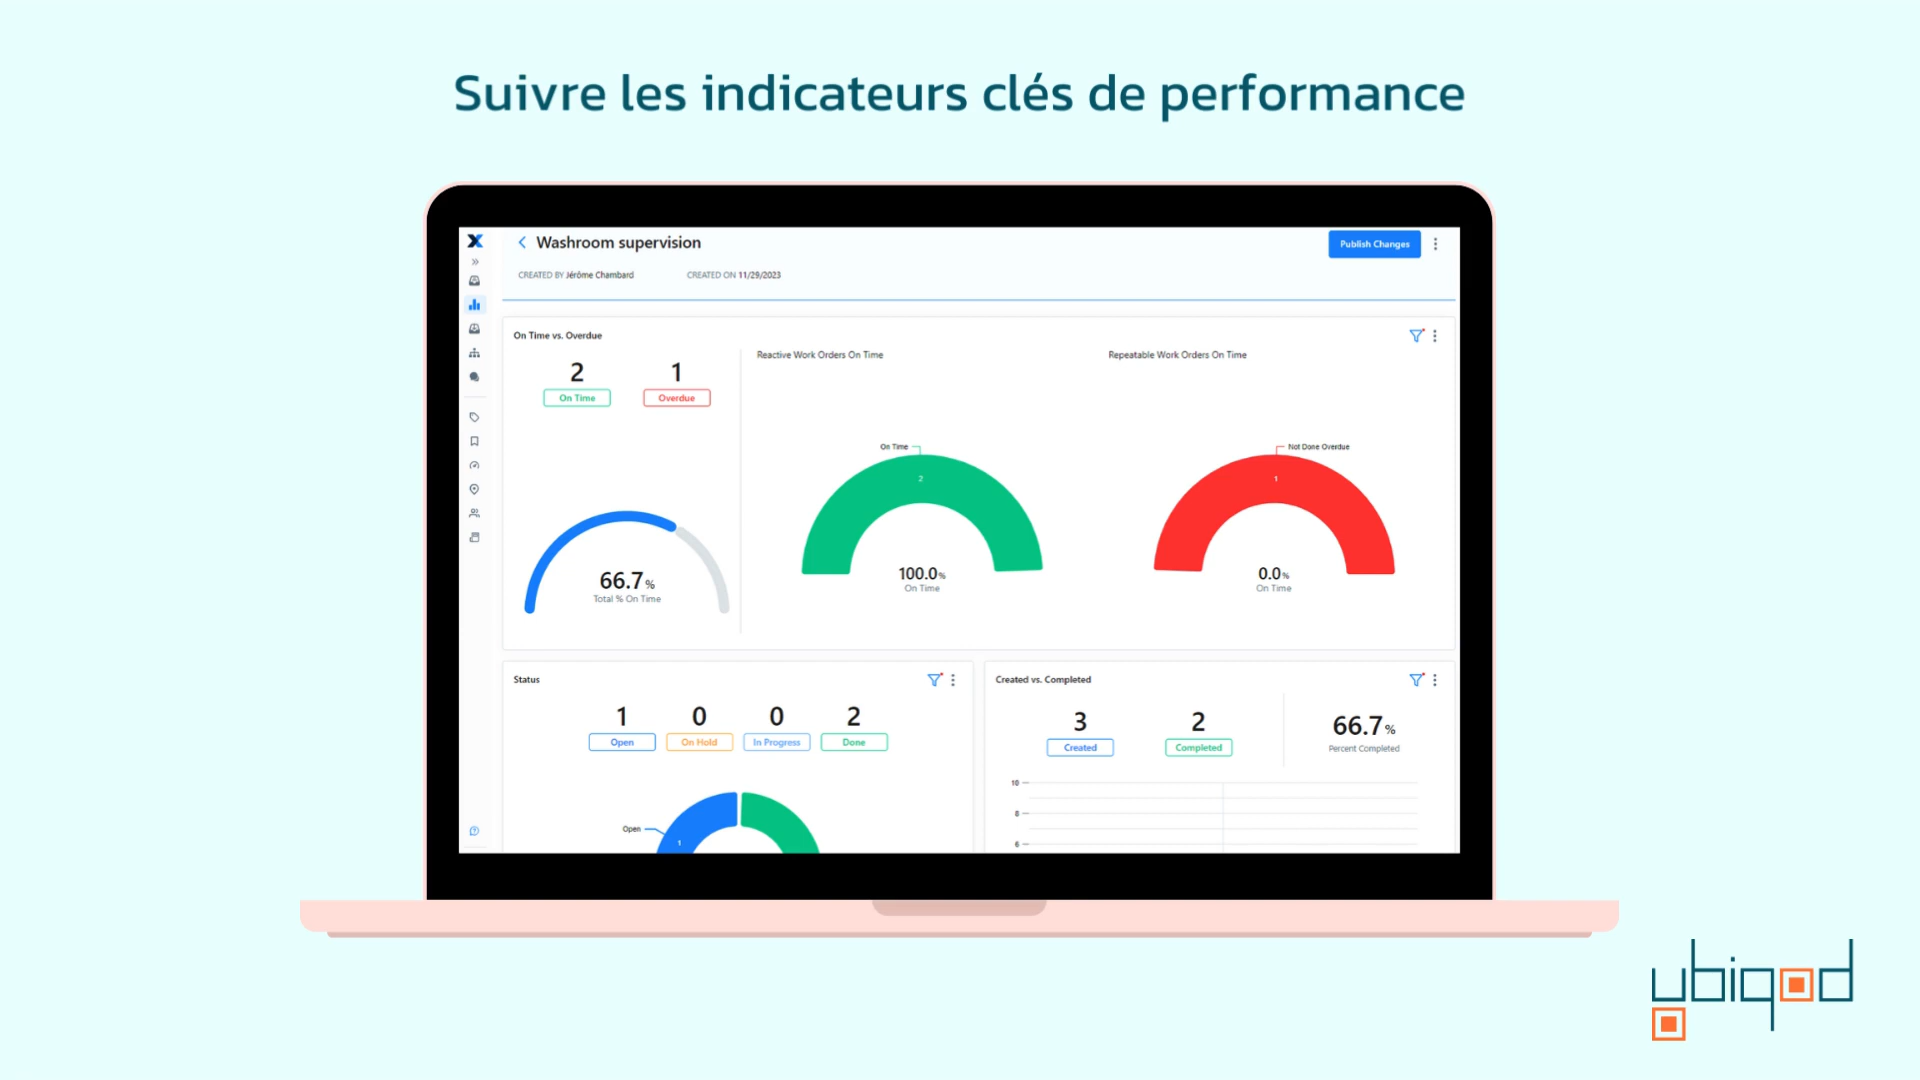 Suivre les indicateurs clés de performance
Washroom supervision
Publish Changes
CREATED BY Jérôme Chambard
CREATED ON 11/29/2023
On Time vs. Overdue
2
On Time
1
Overdue
66.7%
Total % On Time
Reactive Work Orders On Time
On Time
2
100.0%
On Time
Repeatable Work Orders On Time
Not Done Overdue
1
0.0%
On Time
Status
1
Open
0
On Hold
0
In Progress
2
Done
Open
1
Created vs. Completed
3
Created
2
Completed
66.7%
Percent Completed
10
8
6
ubiqod